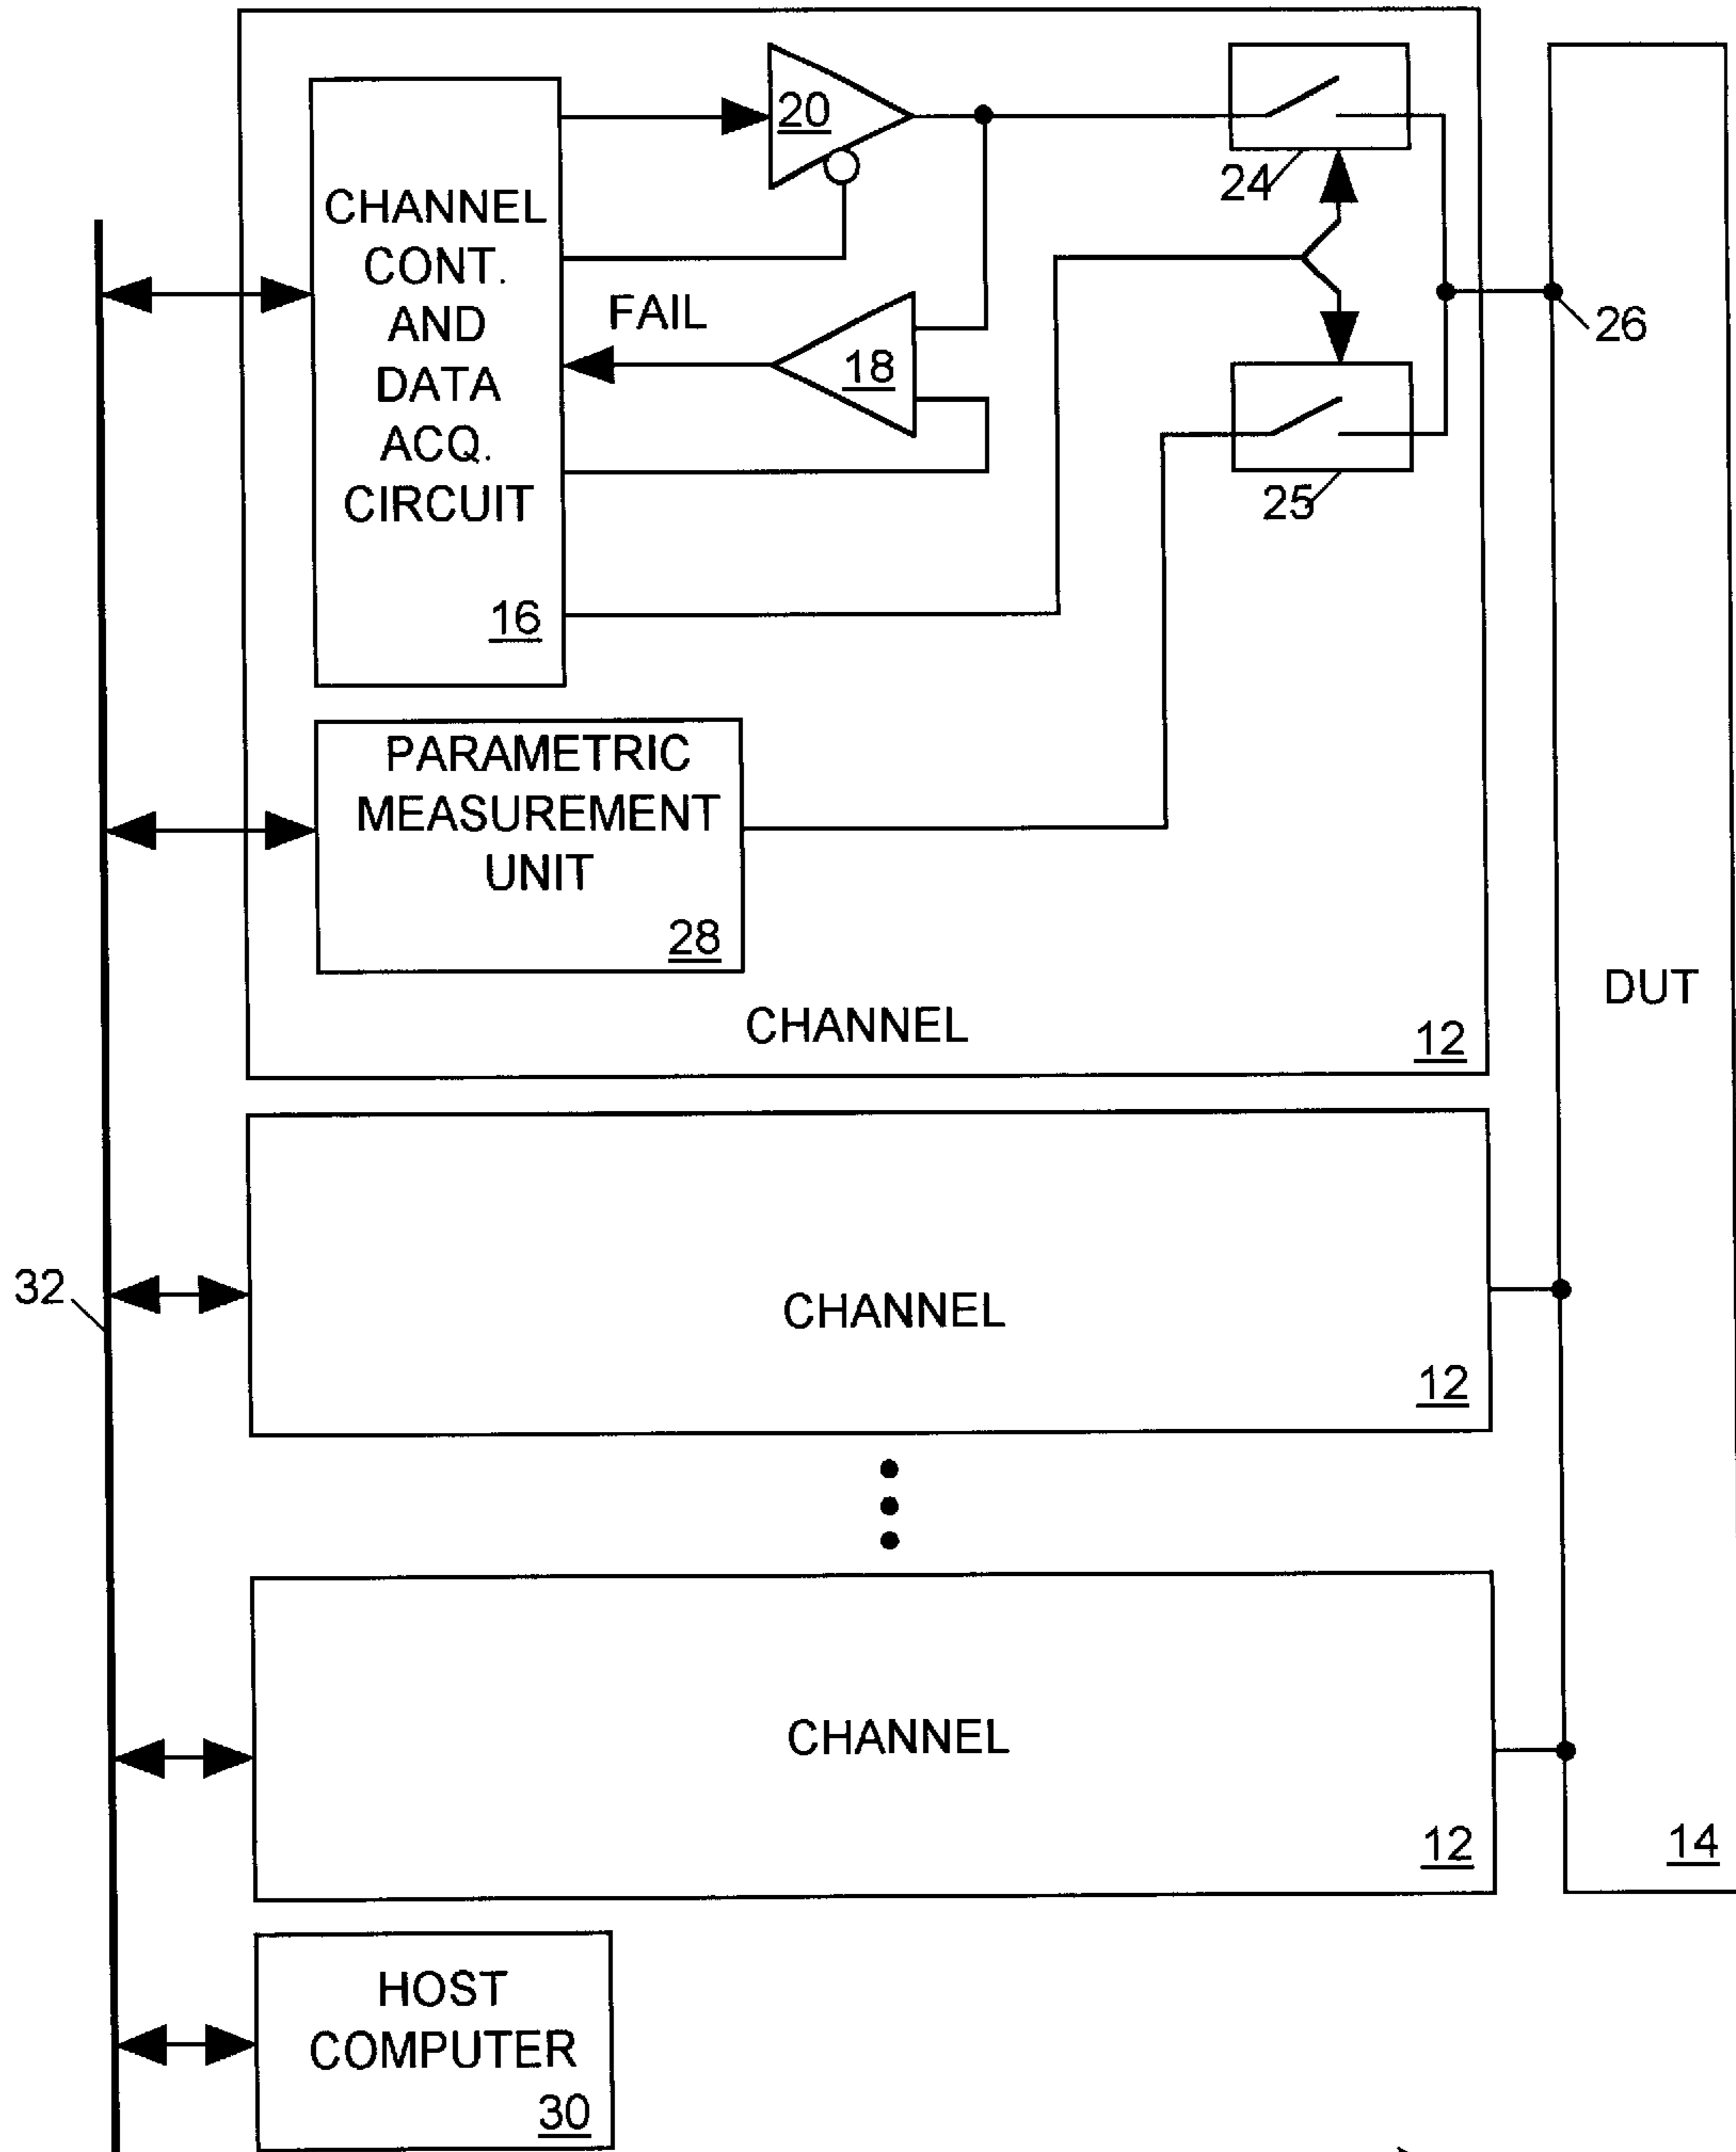 20
24
CHANNEL
CONT.
AND
DATA
ACQ.
CIRCUIT
16
FAIL
18
26
25
PARAMETRIC
MEASUREMENT
UNIT
28
DUT
CHANNEL
12
32
CHANNEL
12
CHANNEL
12
14
HOST
COMPUTER
30